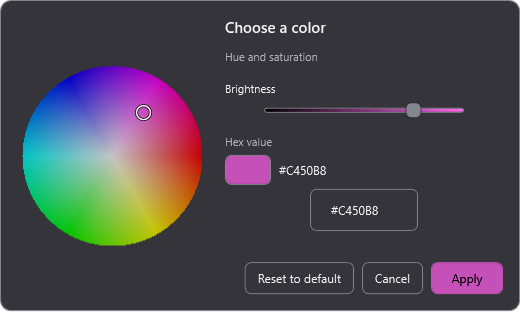 Choose a color
Hue and saturation
Brightness
Hex value
#C450B8
#C450B8
Reset to default
Cancel
Apply